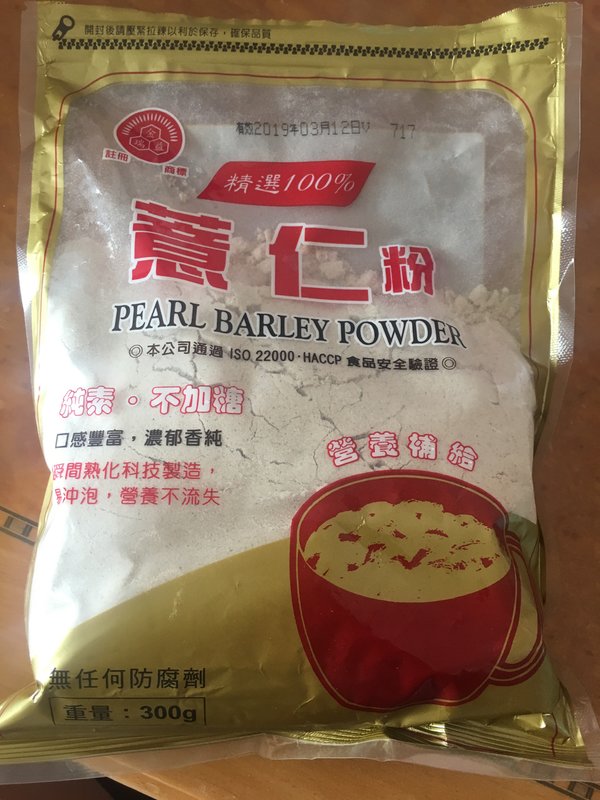 開封後請壓緊拉鍊以利於保存，確保品質
有效2019年03月12日V 717
金
瑞益
註冊 商標
精選100%
薏仁粉
PEARL BARLEY POWDER
◎本公司通過 ISO 22000·HACCP 食品安全驗證◎
純素·不加糖
口感豐富，濃郁香純
瞬間熟化科技製造，
沖泡，營養不流失
營養補給
無任何防腐劑
重量：300g